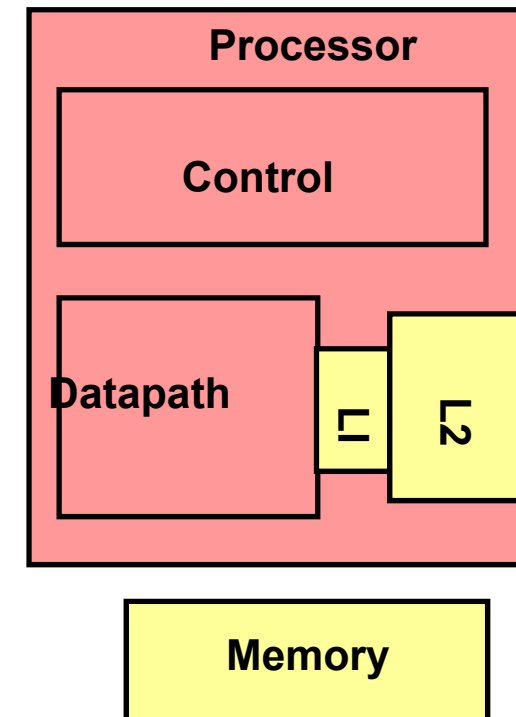 Processor
Control
Datapath
L1
L2
Memory